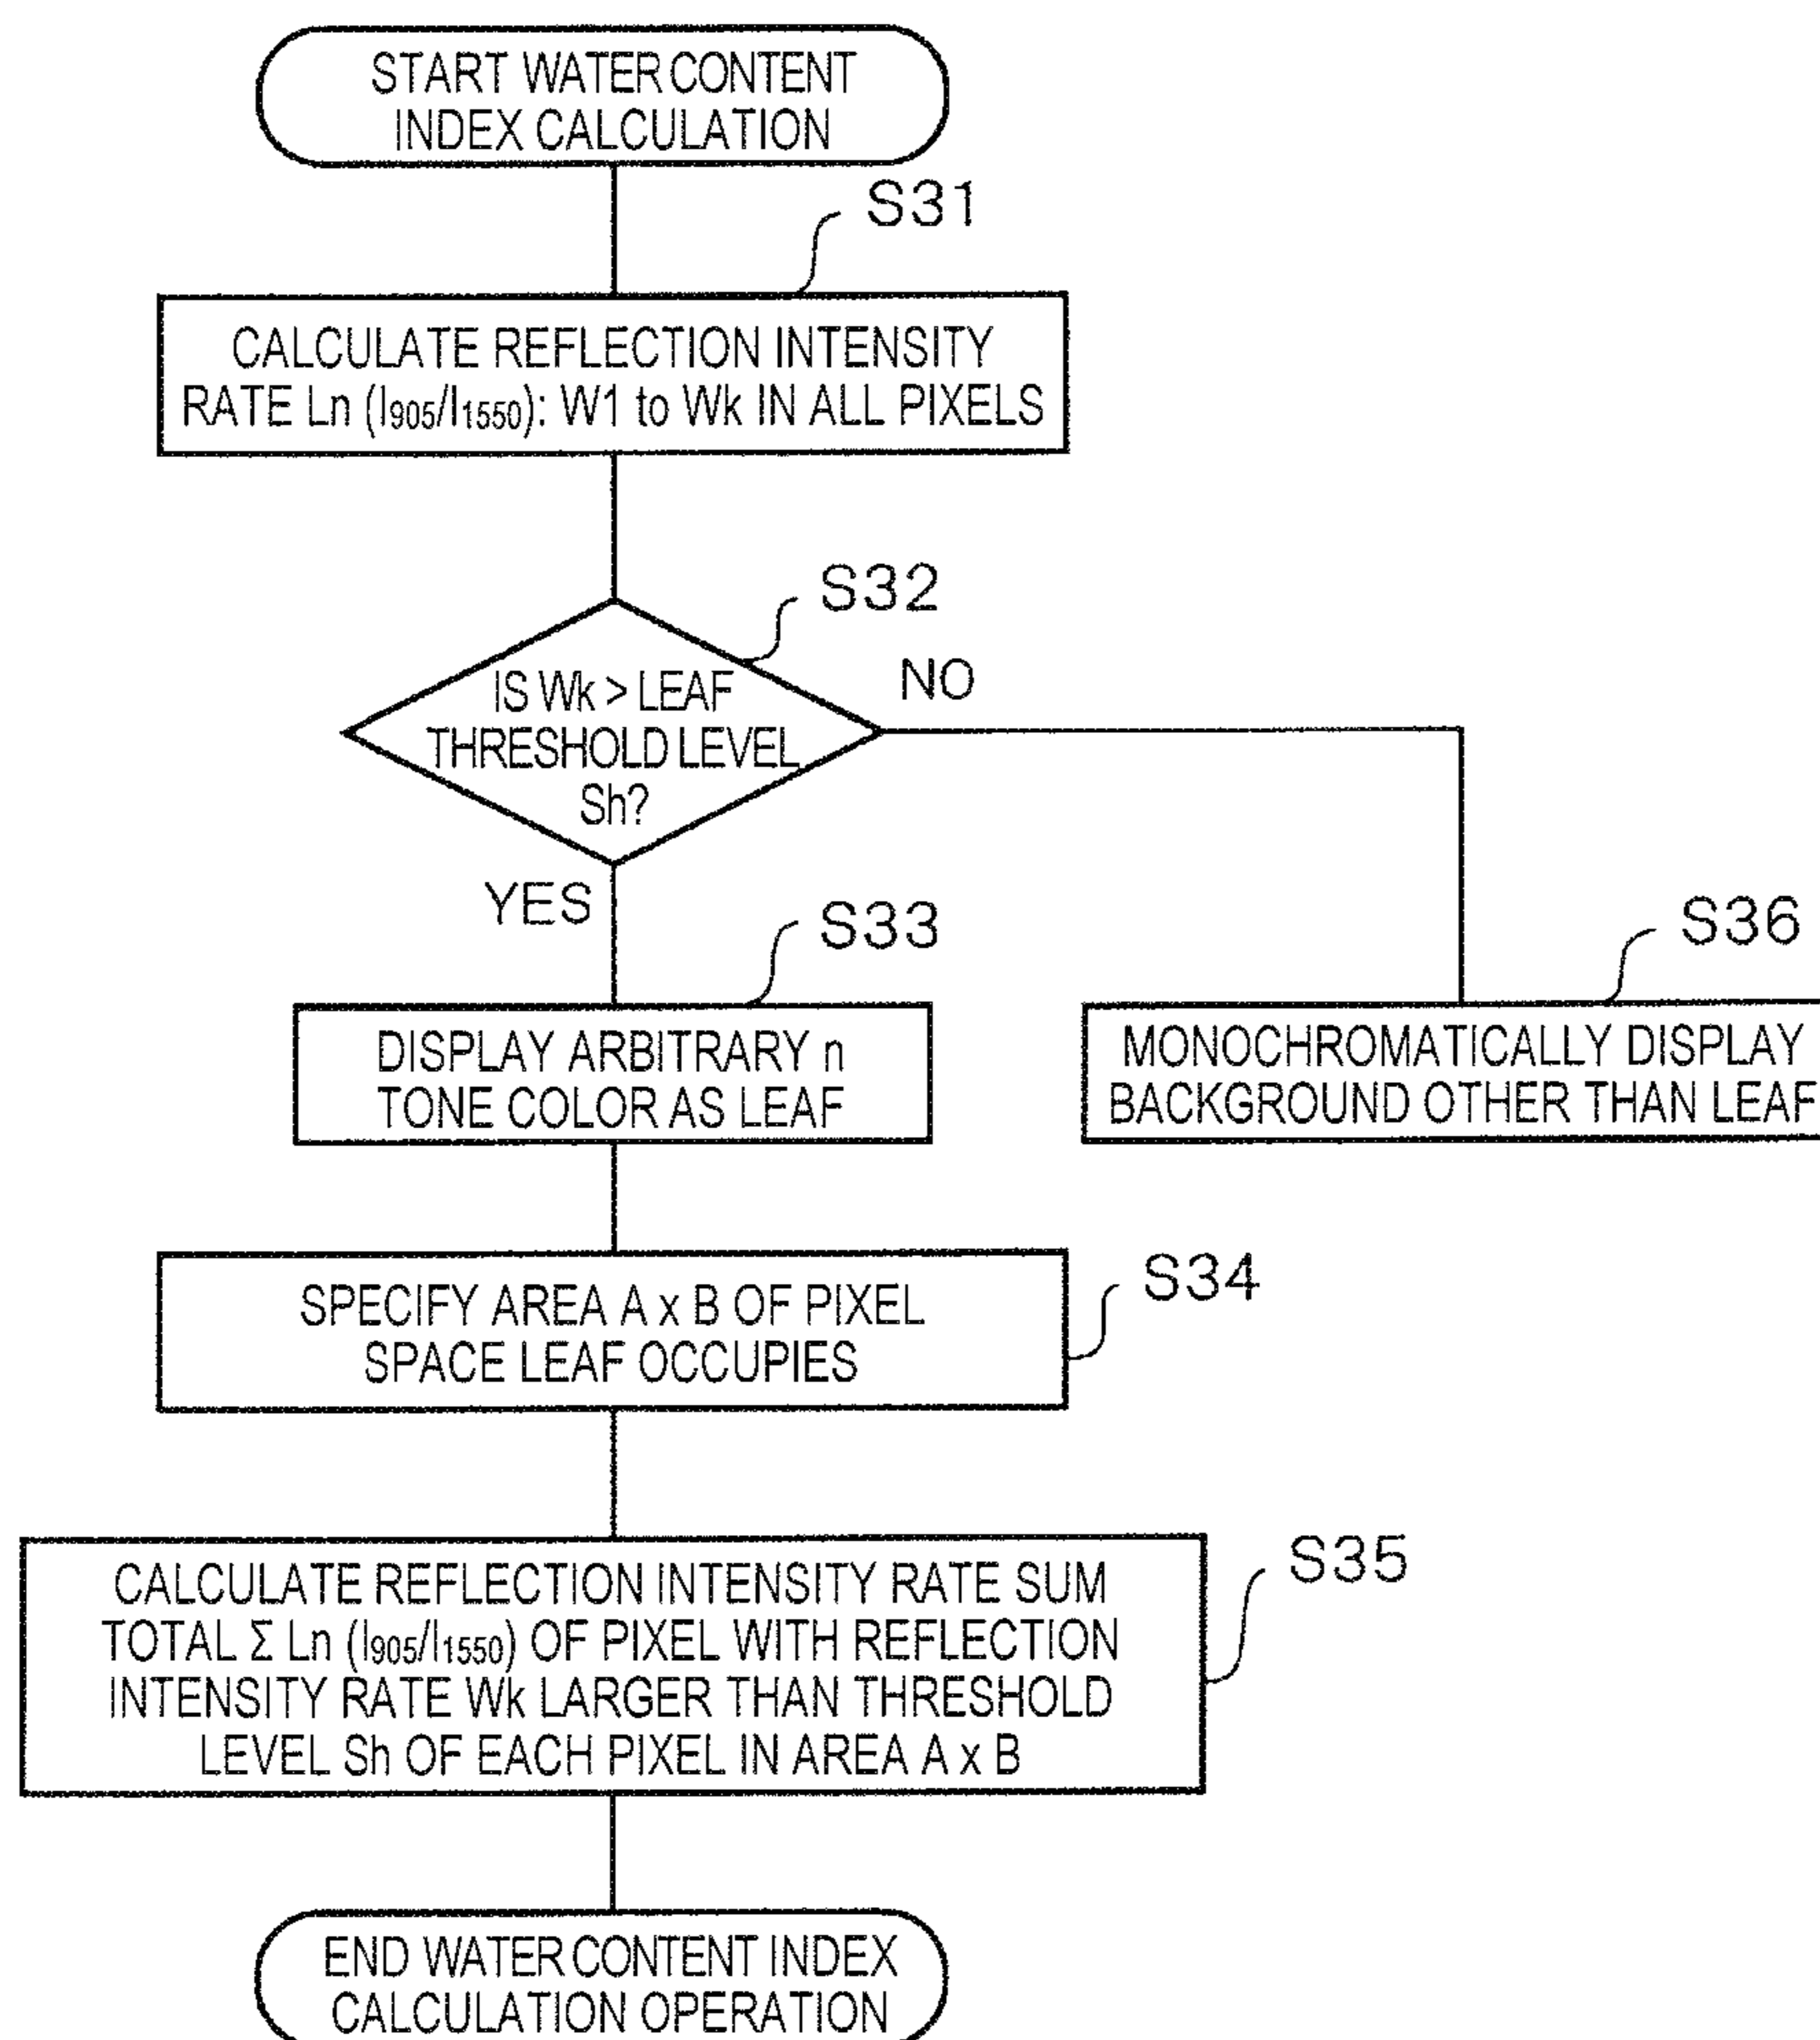 START WATER CONTENT
INDEX CALCULATION
S31
CALCULATE REFLECTION INTENSITY
RATE Ln (I905/I1550): W1 to Wk IN ALL PIXELS
S32
IS Wk > LEAF
THRESHOLD LEVEL
Sh?
NO
YES
S33
DISPLAY ARBITRARY n
TONE COLOR AS LEAF
S36
MONOCHROMATICALLY DISPLAY
BACKGROUND OTHER THAN LEAF
S34
SPECIFY AREA A x B OF PIXEL
SPACE LEAF OCCUPIES
S35
CALCULATE REFLECTION INTENSITY RATE SUM
TOTAL Σ Ln (I905/I1550) OF PIXEL WITH REFLECTION
INTENSITY RATE Wk LARGER THAN THRESHOLD
LEVEL Sh OF EACH PIXEL IN AREA A x B
END WATER CONTENT INDEX
CALCULATION OPERATION